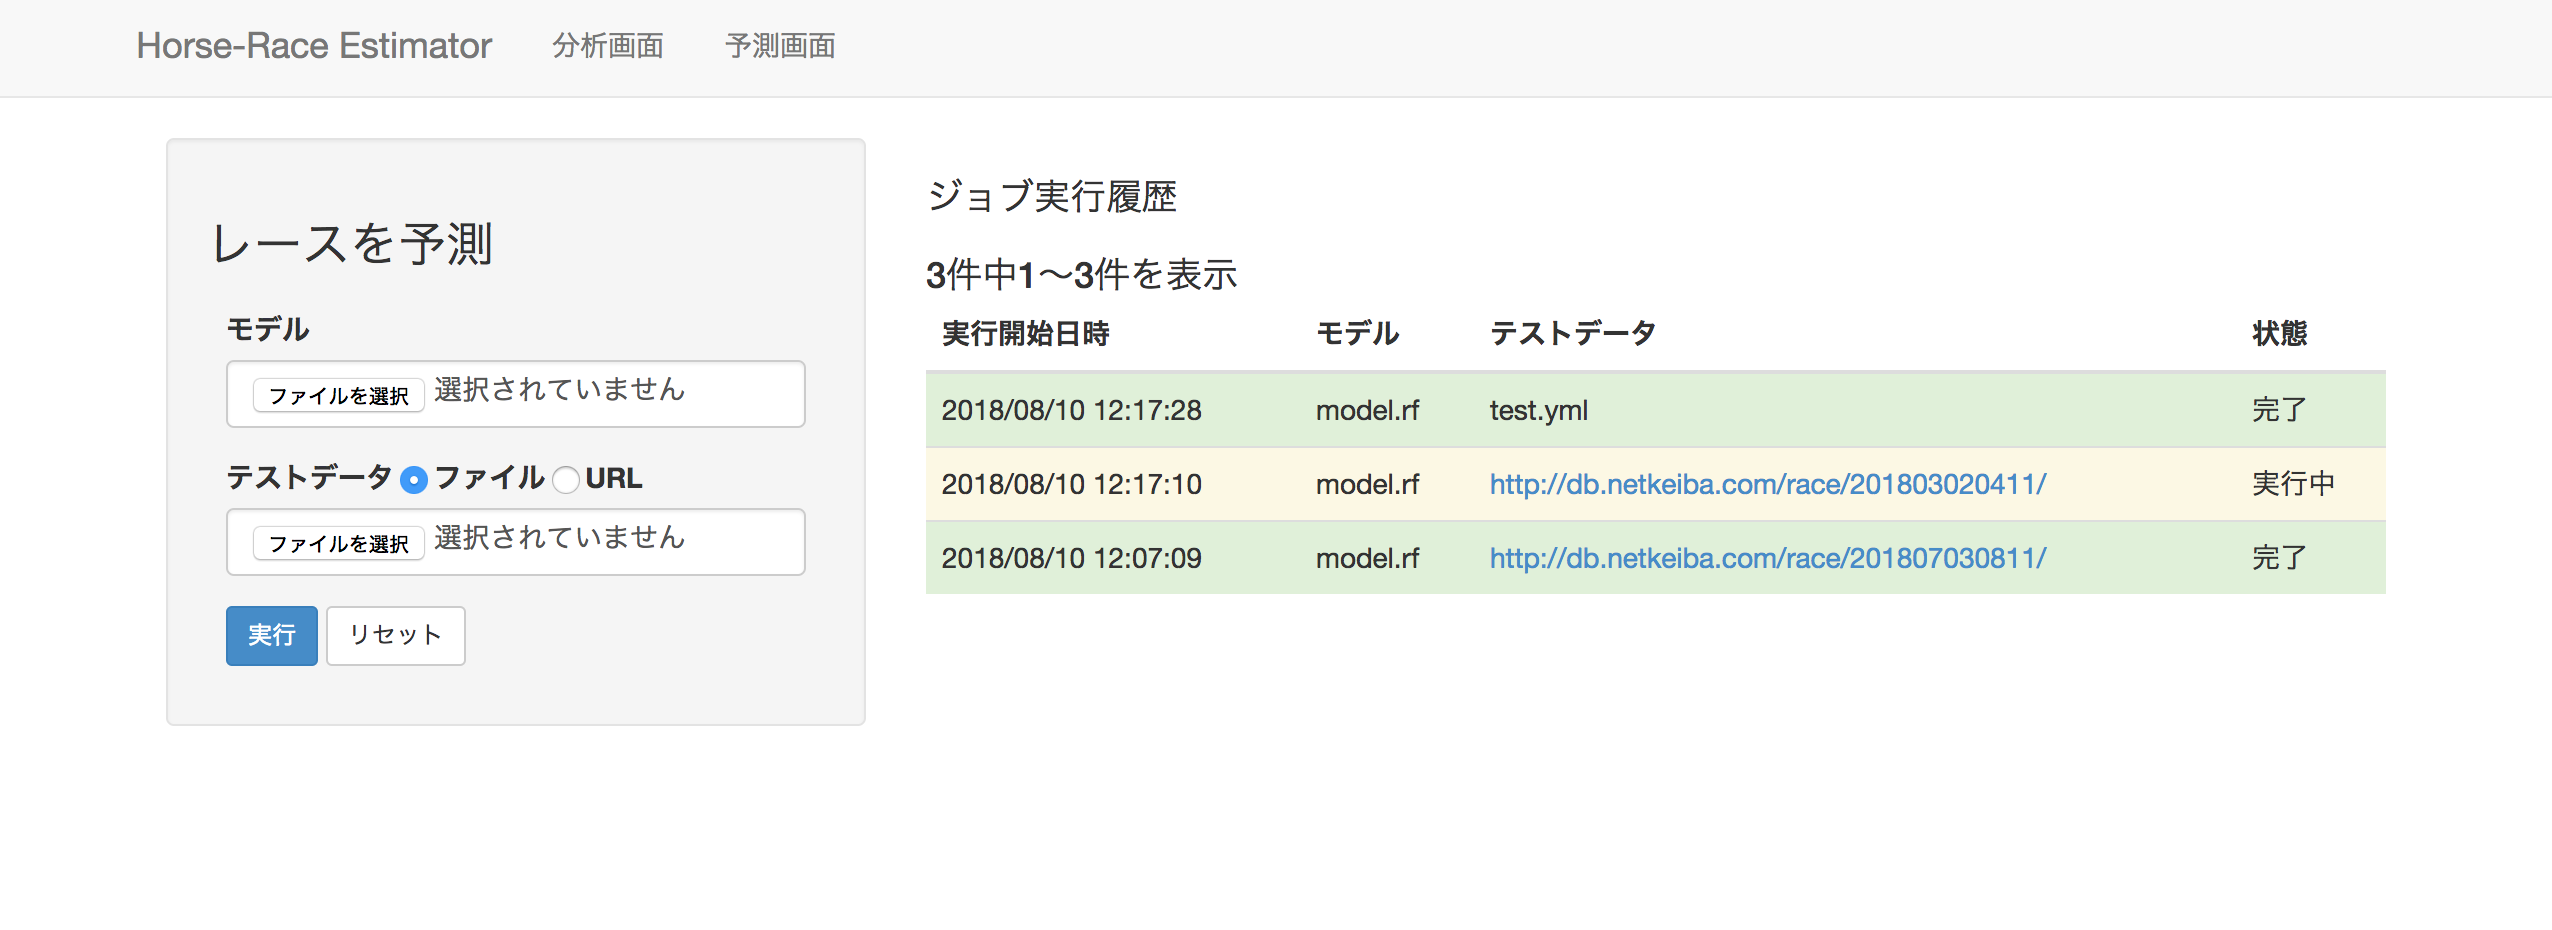 Horse-Race Estimator 分析画面 予測画面
レースを予測
モデル
ファイルを選択 選択されていません
テストデータ ファイル URL
ファイルを選択 選択されていません
実行 リセット
ジョブ実行履歴
3件中1〜3件を表示
実行開始日時 モデル テストデータ 状態
2018/08/10 12:17:28 model.rf test.yml 完了
2018/08/10 12:17:10 model.rf http://db.netkeiba.com/race/201803020411/ 実行中
2018/08/10 12:07:09 model.rf http://db.netkeiba.com/race/201807030811/ 完了